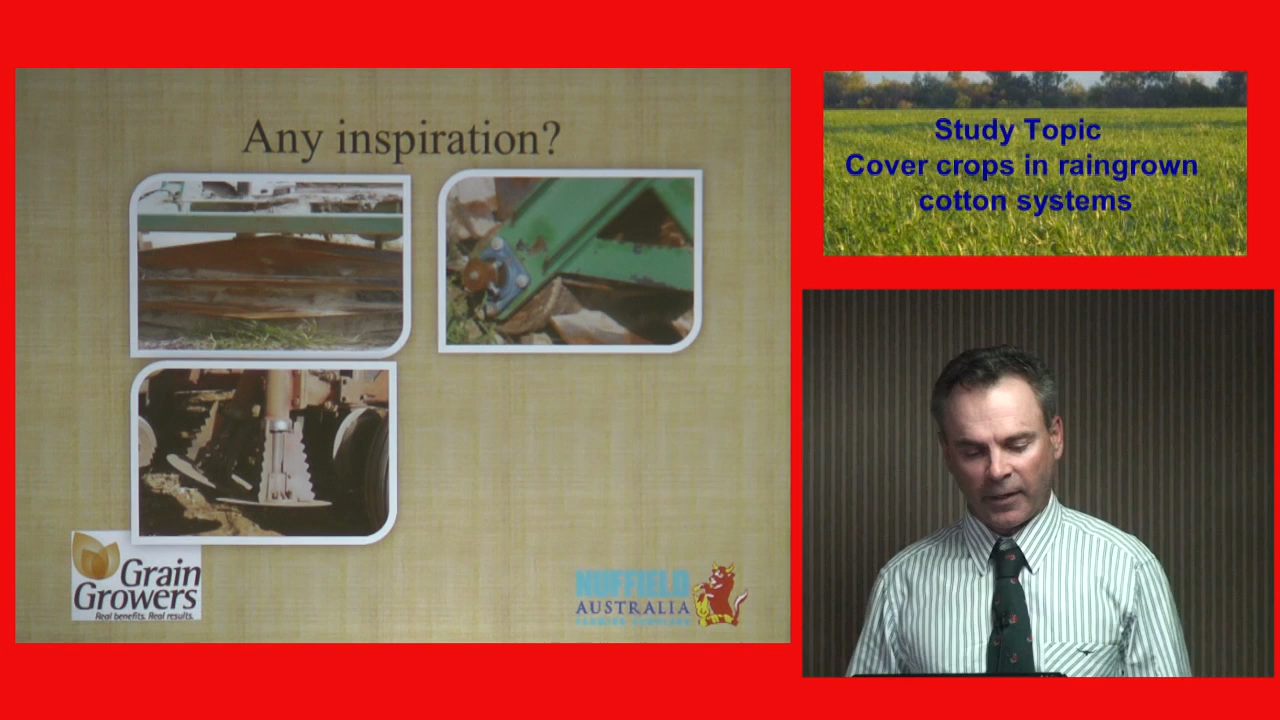 Any inspiration?
Grain
Growers
Real benefits. Real results.
NUFFIELD
AUSTRALIA
Study Topic
Cover crops in raingrown
cotton systems